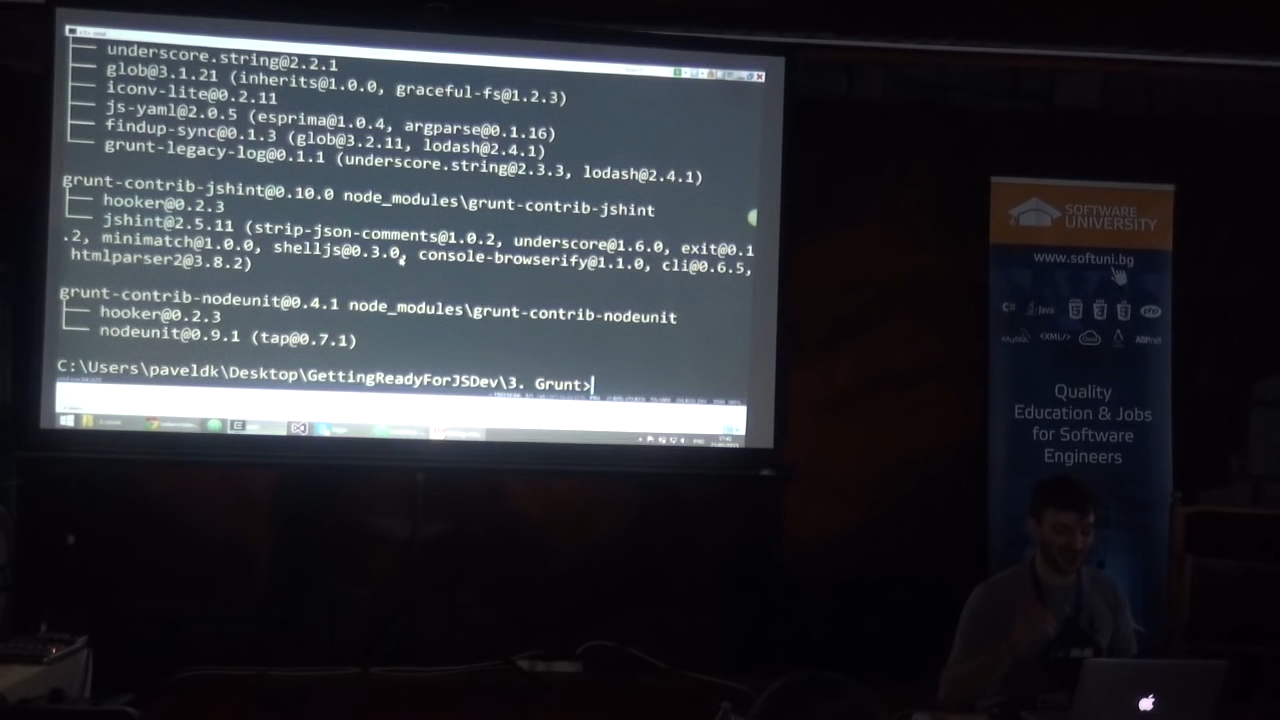 underscore.string@2.2.1
glob@3.1.21 (inherits@1.0.0, graceful-fs@1.2.3)
iconv-lite@0.2.11
js-yaml@2.0.5 (esprima@1.0.4, argparse@0.1.16)
findup-sync@0.1.3 (glob@3.2.11, lodash@2.4.1)
grunt-legacy-log@0.1.1 (underscore.string@2.3.3, lodash@2.4.1)
grunt-contrib-jshint@0.10.0 node_modules\grunt-contrib-jshint
hooker@0.2.3
jshint@2.5.11 (strip-json-comments@1.0.2, underscore@1.6.0, exit@0.1
.2, minimatch@1.0.0, shelljs@0.3.0, console-browserify@1.1.0, cli@0.6.5,
htmlparser2@3.8.2)
grunt-contrib-nodeunit@0.4.1 node_modules\grunt-contrib-nodeunit
hooker@0.2.3
nodeunit@0.9.1 (tap@0.7.1)
C:\Users\paveldk\Desktop\GettingReadyForJSDev\3. Grunt>
SOFTWARE
UNIVERSITY
www.softuni.bg
C# Java php
MySQL <XML/> Cloud ASP.net
Quality
Education & Jobs
for Software
Engineers